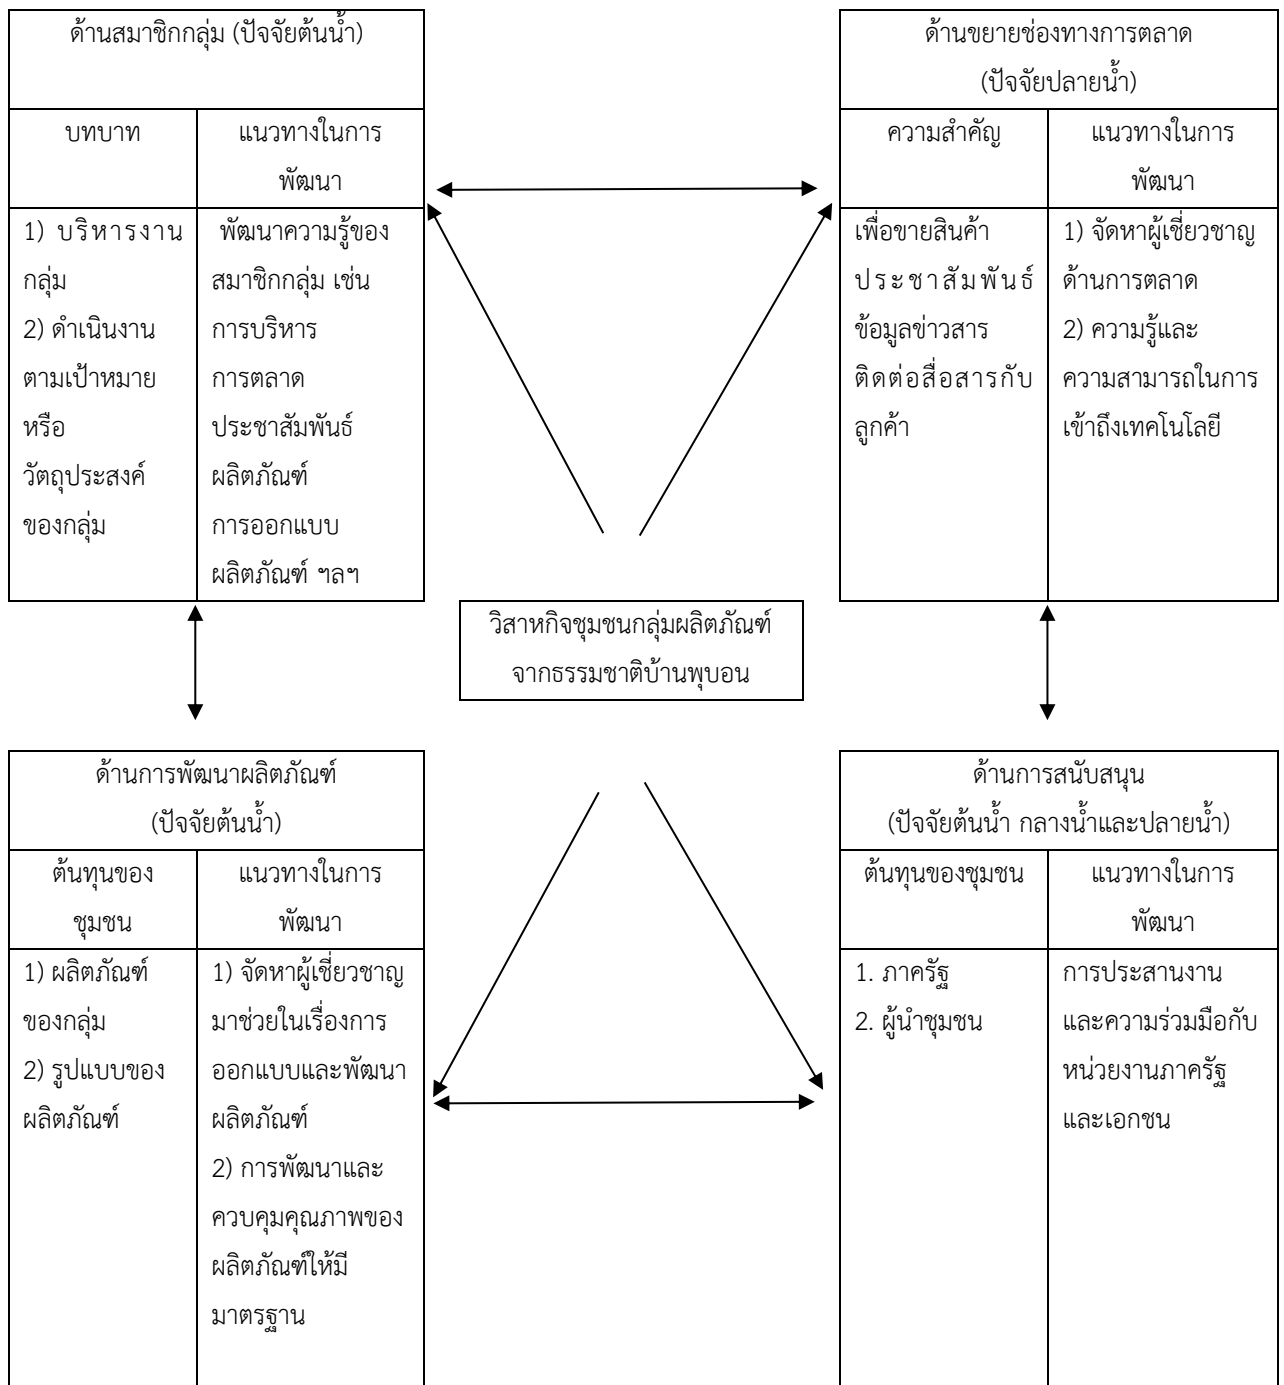 ด้านสมาชิกกลุ่ม (ปัจจัยต้นน้ำ)
บทบาท
แนวทางในการ
พัฒนา
1) บริหารงาน
กลุ่ม
2) ดำเนินงาน
ตามเป้าหมาย
หรือ
วัตถุประสงค์
ของกลุ่ม
พัฒนาความรู้ของ
สมาชิกกลุ่ม เช่น
การบริหาร
การตลาด
ประชาสัมพันธ์
ผลิตภัณฑ์
การออกแบบ
ผลิตภัณฑ์ ฯลฯ
ด้านขยายช่องทางการตลาด
(ปัจจัยปลายน้ำ)
ความสำคัญ
แนวทางในการ
พัฒนา
เพื่อขายสินค้า
ประชาสัมพันธ์
ข้อมูลข่าวสาร
ติดต่อสื่อสารกับ
ลูกค้า
1) จัดหาผู้เชี่ยวชาญ
ด้านการตลาด
2) ความรู้และ
ความสามารถในการ
เข้าถึงเทคโนโลยี
วิสาหกิจชุมชนกลุ่มผลิตภัณฑ์
จากธรรมชาติบ้านพุบอน
ด้านการพัฒนาผลิตภัณฑ์
(ปัจจัยต้นน้ำ)
ต้นทุนของ
ชุมชน
แนวทางในการ
พัฒนา
1) ผลิตภัณฑ์
ของกลุ่ม
2) รูปแบบของ
ผลิตภัณฑ์
1) จัดหาผู้เชี่ยวชาญ
มาช่วยในเรื่องการ
ออกแบบและพัฒนา
ผลิตภัณฑ์
2) การพัฒนาและ
ควบคุมคุณภาพของ
ผลิตภัณฑ์ให้มี
มาตรฐาน
ด้านการสนับสนุน
(ปัจจัยต้นน้ำ กลางน้ำและปลายน้ำ)
ต้นทุนของชุมชน
แนวทางในการ
พัฒนา
1. ภาครัฐ
2. ผู้นำชุมชน
การประสานงาน
และความร่วมมือกับ
หน่วยงานภาครัฐ
และเอกชน